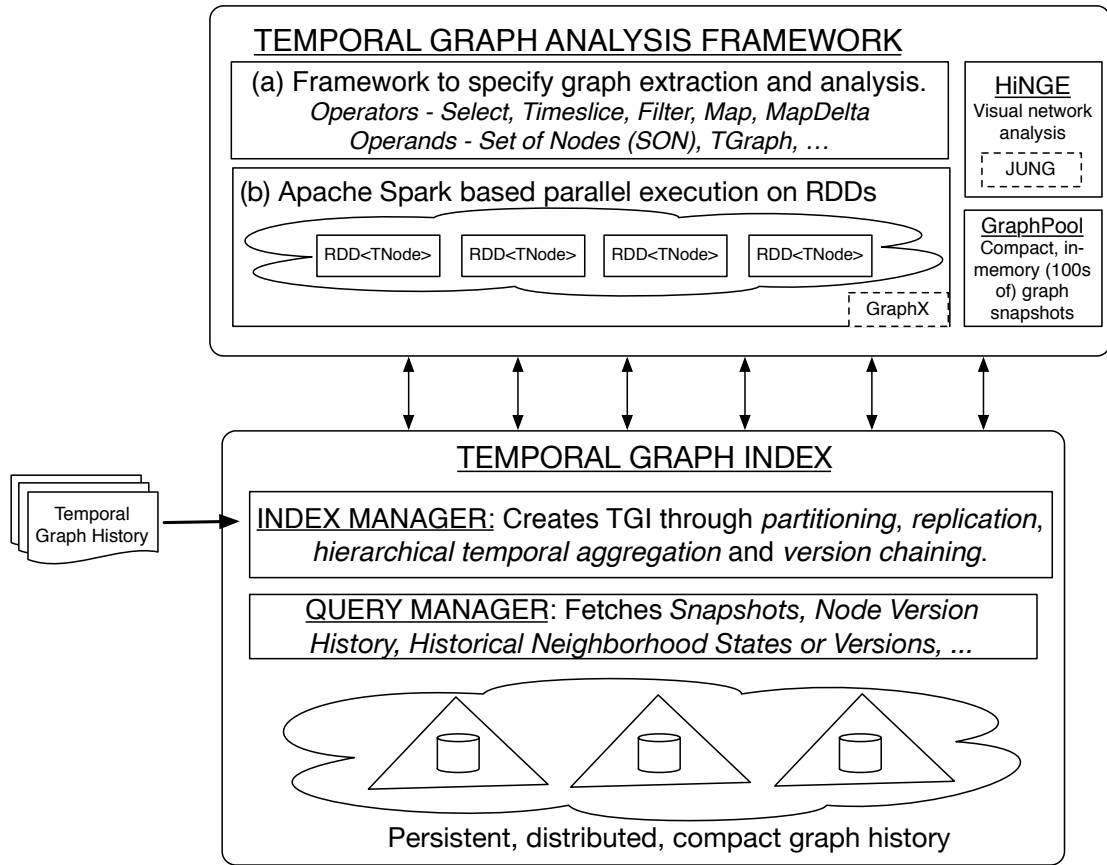 TEMPORAL GRAPH ANALYSIS FRAMEWORK
(a) Framework to specify graph extraction and analysis.
Operators - Select, Timeslice, Filter, Map, MapDelta
Operands - Set of Nodes (SON), TGraph, …
(b) Apache Spark based parallel execution on RDDs
RDD<TNode>
RDD<TNode>
RDD<TNode>
RDD<TNode>
GraphX
HiNGE
Visual network
analysis
JUNG
GraphPool
Compact, in-
memory (100s
of) graph
snapshots
Temporal
Graph History
TEMPORAL GRAPH INDEX
INDEX MANAGER: Creates TGI through partitioning, replication,
hierarchical temporal aggregation and version chaining.
QUERY MANAGER: Fetches Snapshots, Node Version
History, Historical Neighborhood States or Versions, ...
Persistent, distributed, compact graph history